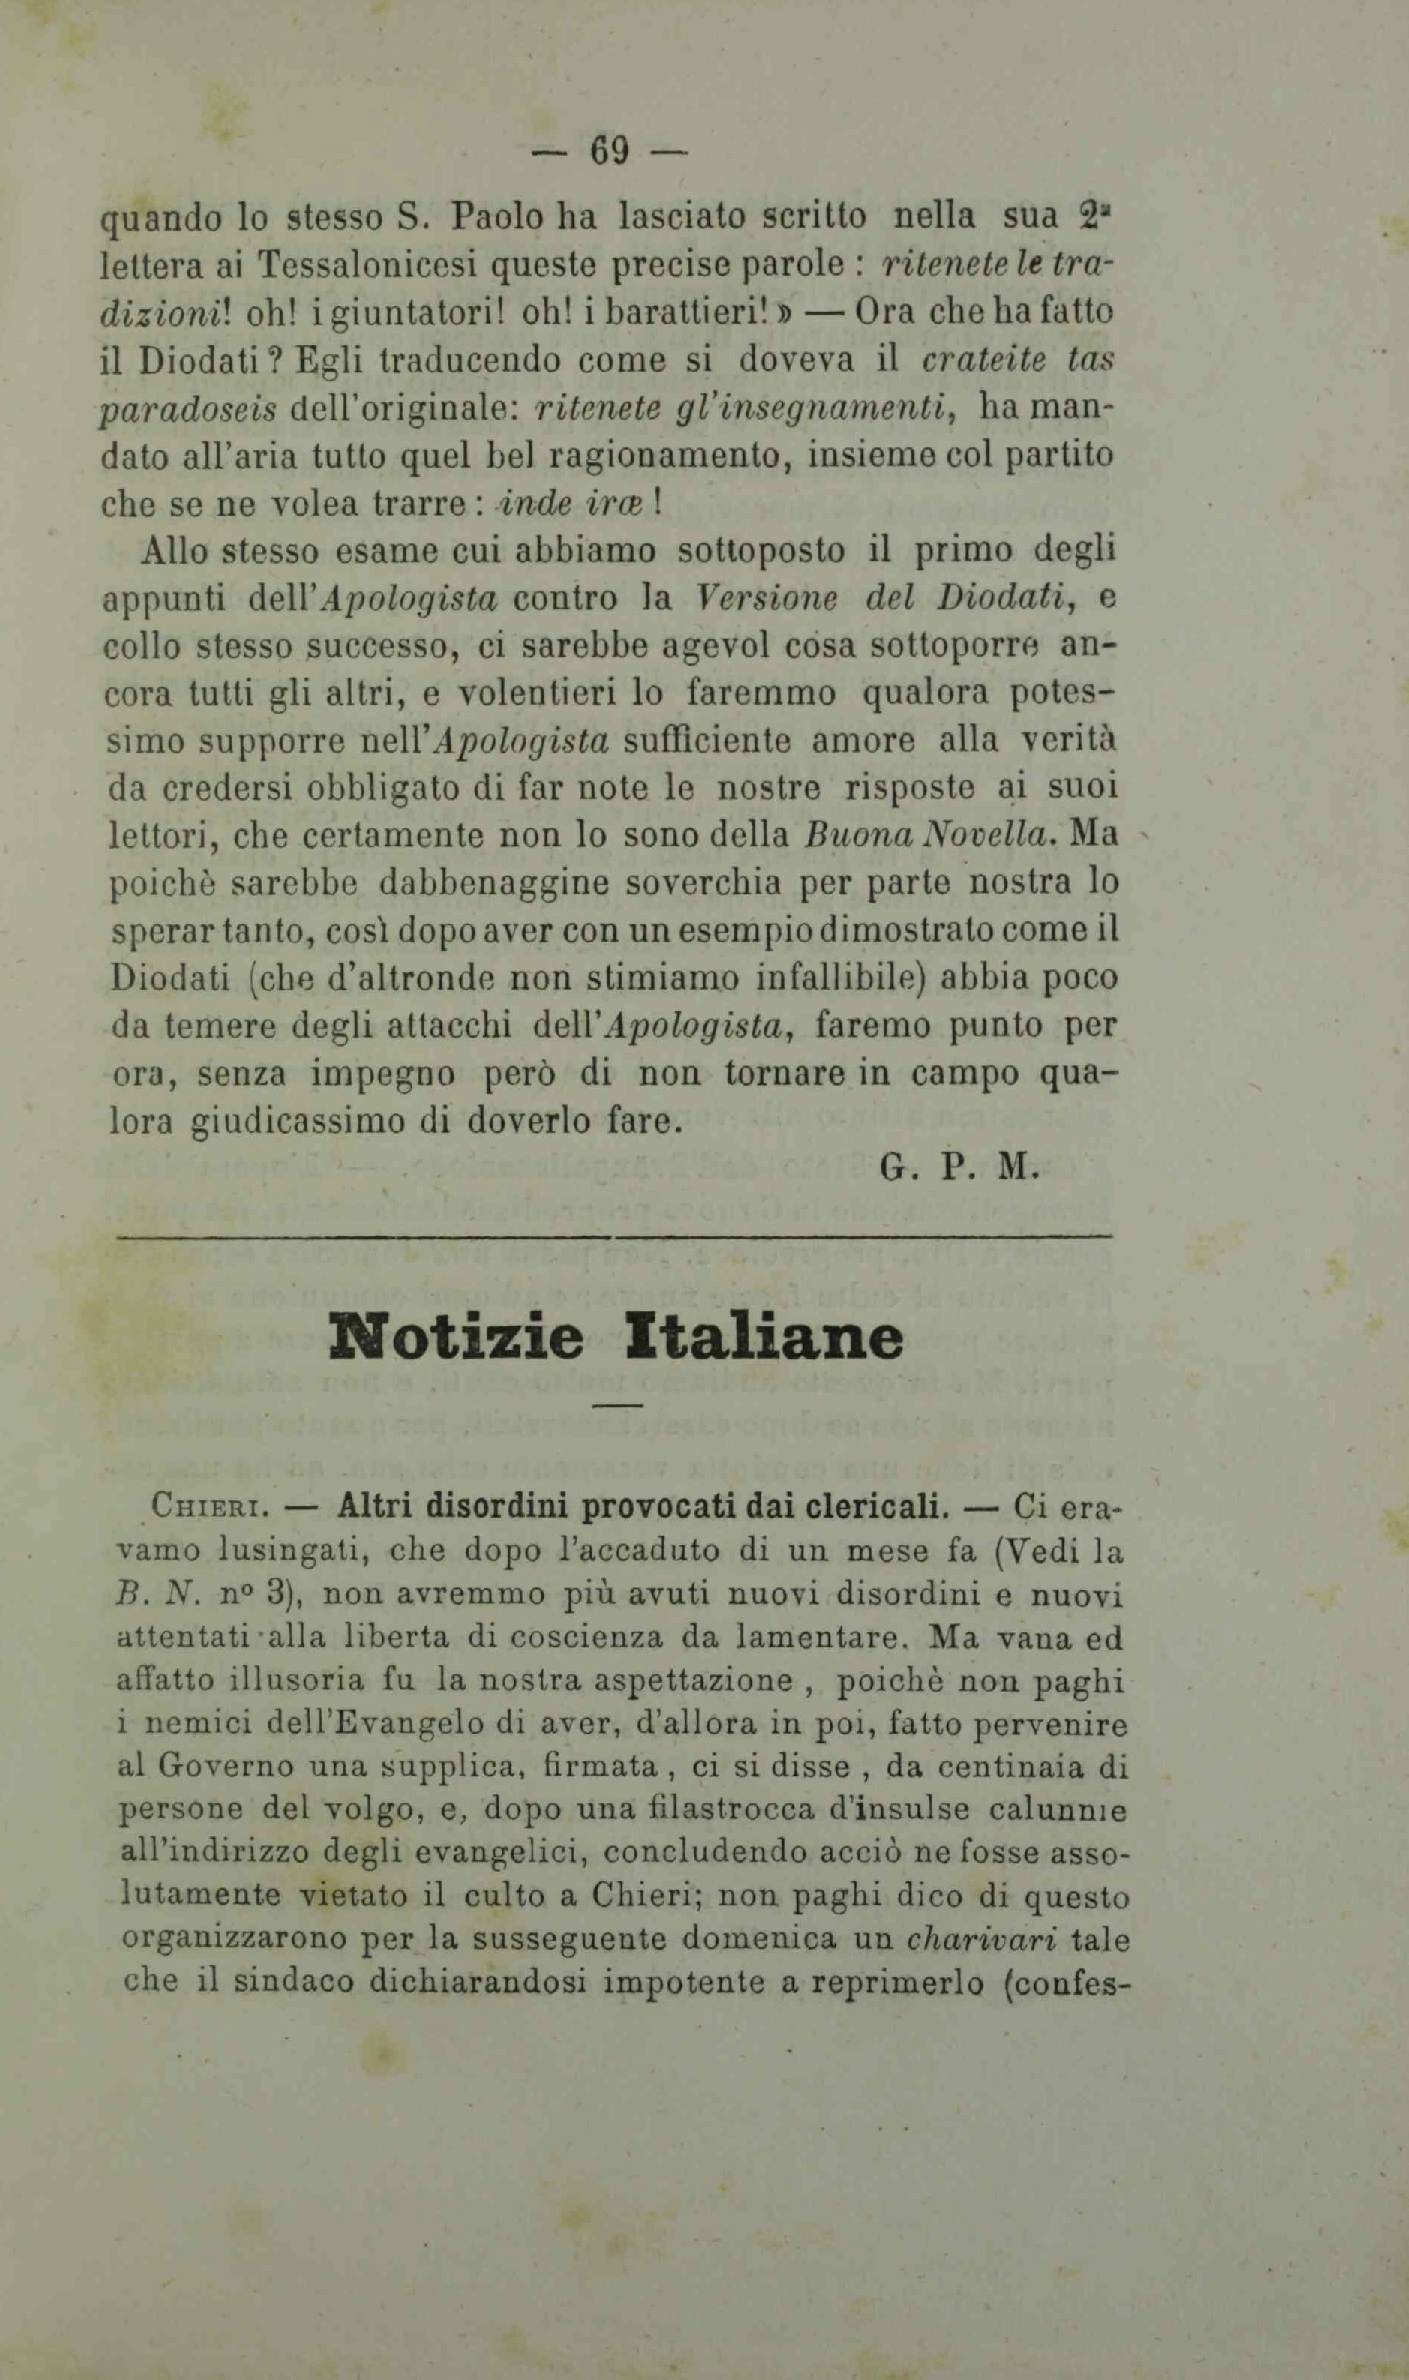 — 69 —
quando lo stesso S. Paolo ha lasciato scritto nella sua 2ª
lettera ai Tessalonicesi queste precise parole : ritenete le tra-
dizioni! oh! i giuntatori! oh! i barattieri! » — Ora che ha fatto
il Diodati ? Egli traducendo come si doveva il crateite tas
paradoseis dell'originale: ritenete gl'insegnamenti, ha man-
dato all'aria tutto quel bel ragionamento, insieme col partito
che se ne volea trarre : inde iræ !
Allo stesso esame cui abbiamo sottoposto il primo degli
appunti dell'Apologista contro la Versione del Diodati, e
collo stesso successo, ci sarebbe agevol cosa sottoporre an-
cora tutti gli altri, e volentieri lo faremmo qualora potes-
simo supporre nell'Apologista sufficiente amore alla verità
da credersi obbligato di far note le nostre risposte ai suoi
lettori, che certamente non lo sono della Buona Novella. Ma
poichè sarebbe dabbenaggine soverchia per parte nostra lo
sperar tanto, così dopo aver con un esempio dimostrato come il
Diodati (che d'altronde non stimiamo infallibile) abbia poco
da temere degli attacchi dell'Apologista, faremo punto per
ora, senza impegno però di non tornare in campo qua-
lora giudicassimo di doverlo fare.
G. P. M.
Notizie Italiane
CHIERI. — Altri disordini provocati dai clericali. — Ci era-
vamo lusingati, che dopo l'accaduto di un mese fa (Vedi la
B. N. nº 3), non avremmo più avuti nuovi disordini e nuovi
attentati alla liberta di coscienza da lamentare. Ma vana ed
affatto illusoria fu la nostra aspettazione , poichè non paghi
i nemici dell'Evangelo di aver, d'allora in poi, fatto pervenire
al Governo una supplica, firmata , ci si disse , da centinaia di
persone del volgo, e, dopo una filastrocca d'insulse calunnie
all'indirizzo degli evangelici, concludendo acciò ne fosse asso-
lutamente vietato il culto a Chieri; non paghi dico di questo
organizzarono per la susseguente domenica un charivari tale
che il sindaco dichiarandosi impotente a reprimerlo (confes-